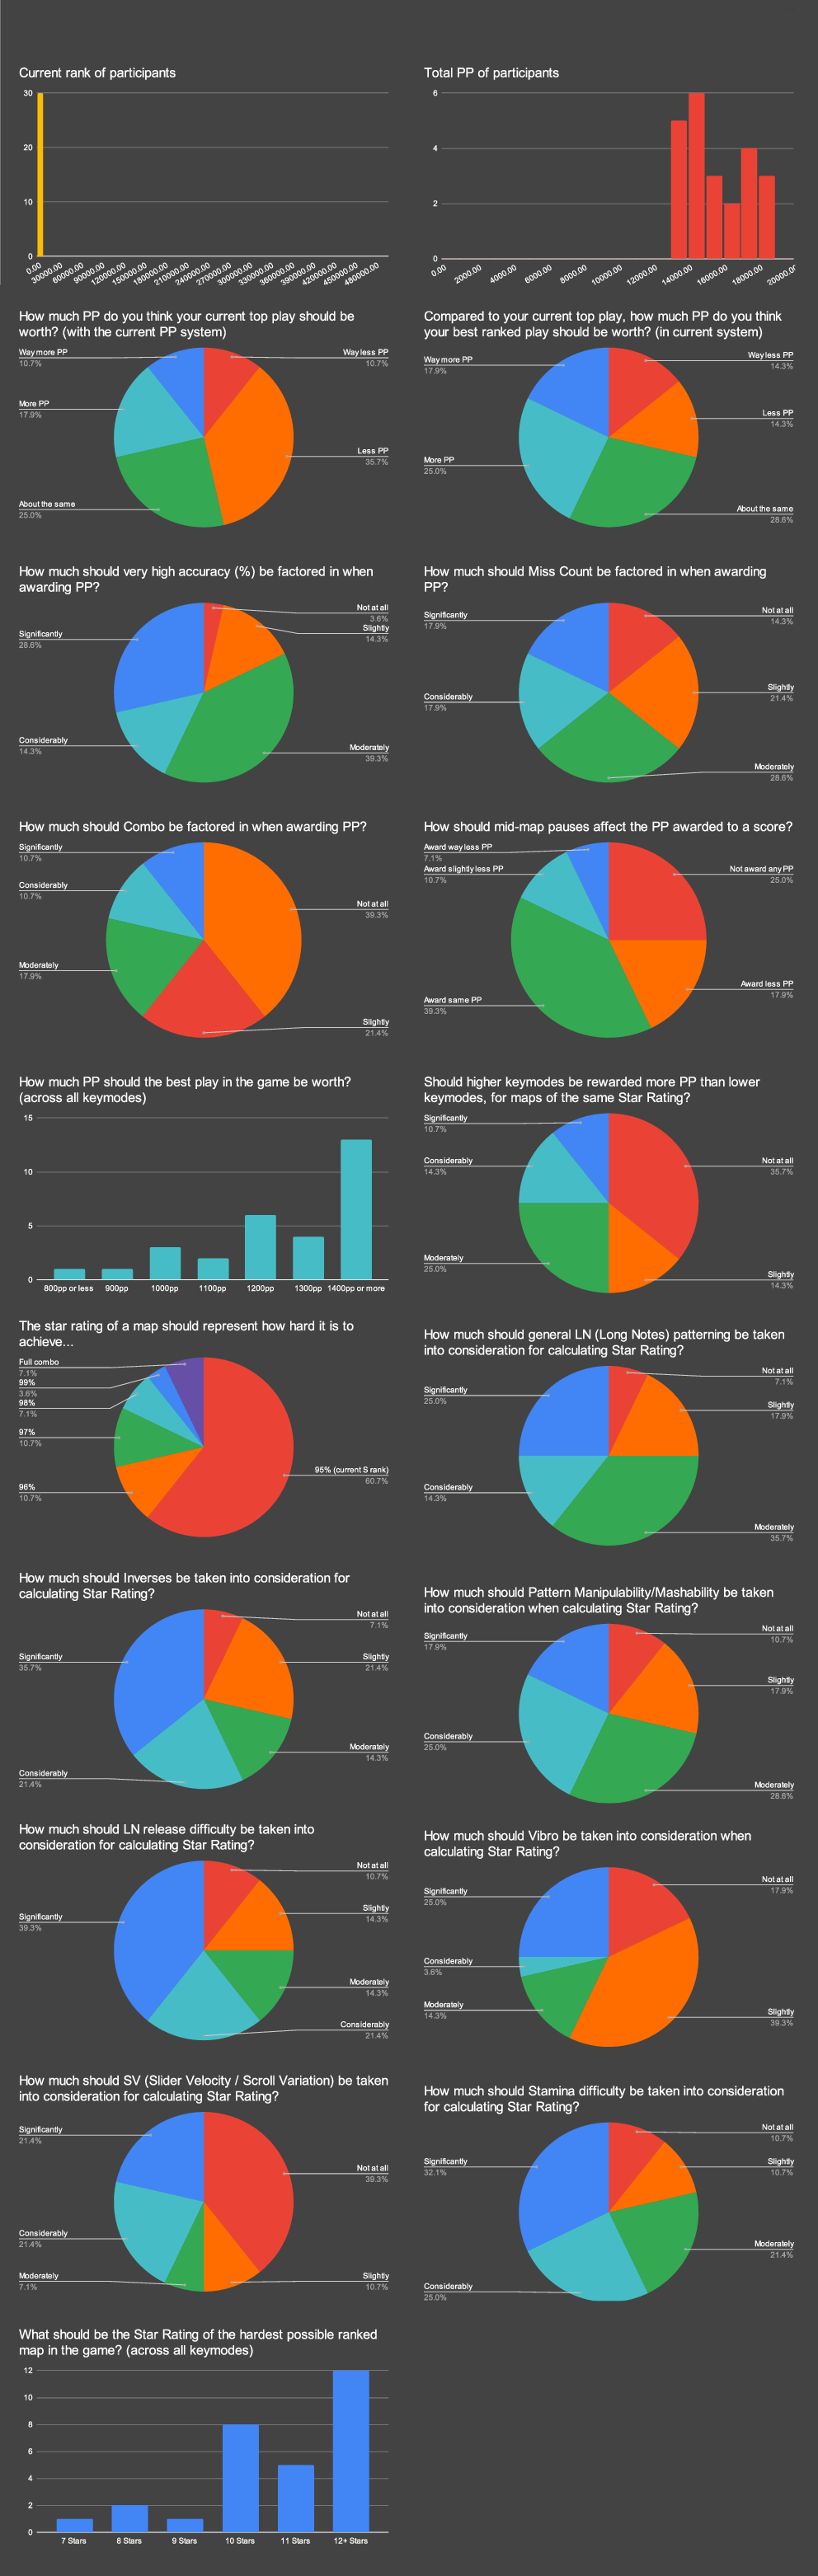 Current rank of participants
30
20
10
0
0.00
30000.00
60000.00
90000.00
120000.00
150000.00
180000.00
210000.00
240000.00
270000.00
300000.00
330000.00
360000.00
390000.00
420000.00
450000.00
480000.00
Total PP of participants
6
4
2
0
0.00
2000.00
4000.00
6000.00
8000.00
10000.00
12000.00
14000.00
16000.00
18000.00
20000.00
How much PP do you think your current top play should be
worth? (with the current PP system)
Way more PP
10.7%
Way less PP
10.7%
More PP
17.9%
Less PP
35.7%
About the same
25.0%
Compared to your current top play, how much PP do you think
your best ranked play should be worth? (in current system)
Way more PP
17.9%
Way less PP
14.3%
Less PP
14.3%
More PP
25.0%
About the same
28.6%
How much should very high accuracy (%) be factored in when
awarding PP?
Not at all
3.6%
Slightly
14.3%
Significantly
28.6%
Considerably
14.3%
Moderately
39.3%
How much should Miss Count be factored in when awarding
PP?
Significantly
17.9%
Not at all
14.3%
Slightly
21.4%
Considerably
17.9%
Moderately
28.6%
How much should Combo be factored in when awarding PP?
Significantly
10.7%
Considerably
10.7%
Not at all
39.3%
Moderately
17.9%
Slightly
21.4%
How should mid-map pauses affect the PP awarded to a score?
Award way less PP
7.1%
Award slightly less PP
10.7%
Not award any PP
25.0%
Award less PP
17.9%
Award same PP
39.3%
How much PP should the best play in the game be worth?
(across all keymodes)
15
10
5
0
800pp or less
900pp
1000pp
1100pp
1200pp
1300pp
1400pp or more
Should higher keymodes be rewarded more PP than lower
keymodes, for maps of the same Star Rating?
Significantly
10.7%
Considerably
14.3%
Not at all
35.7%
Moderately
25.0%
Slightly
14.3%
The star rating of a map should represent how hard it is to
achieve...
Full combo
7.1%
99%
3.6%
98%
7.1%
97%
10.7%
95% (current S rank)
60.7%
96%
10.7%
How much should general LN (Long Notes) patterning be taken
into consideration for calculating Star Rating?
Not at all
7.1%
Significantly
25.0%
Slightly
17.9%
Considerably
14.3%
Moderately
35.7%
How much should Inverses be taken into consideration for
calculating Star Rating?
Not at all
7.1%
Significantly
35.7%
Slightly
21.4%
Moderately
14.3%
Considerably
21.4%
How much should Pattern Manipulability/Mashability be taken
into consideration when calculating Star Rating?
Significantly
17.9%
Not at all
10.7%
Slightly
17.9%
Considerably
25.0%
Moderately
28.6%
How much should LN release difficulty be taken into
consideration for calculating Star Rating?
Not at all
10.7%
Significantly
39.3%
Slightly
14.3%
Moderately
14.3%
Considerably
21.4%
How much should Vibro be taken into consideration when
calculating Star Rating?
Not at all
17.9%
Significantly
25.0%
Considerably
3.6%
Moderately
14.3%
Slightly
39.3%
How much should SV (Slider Velocity / Scroll Variation) be taken
into consideration for calculating Star Rating?
Significantly
21.4%
Not at all
39.3%
Considerably
21.4%
Moderately
7.1%
Slightly
10.7%
How much should Stamina difficulty be taken into consideration
for calculating Star Rating?
Not at all
10.7%
Significantly
32.1%
Slightly
10.7%
Moderately
21.4%
Considerably
25.0%
What should be the Star Rating of the hardest possible ranked
map in the game? (across all keymodes)
12
10
8
6
4
2
0
7 Stars
8 Stars
9 Stars
10 Stars
11 Stars
12+ Stars